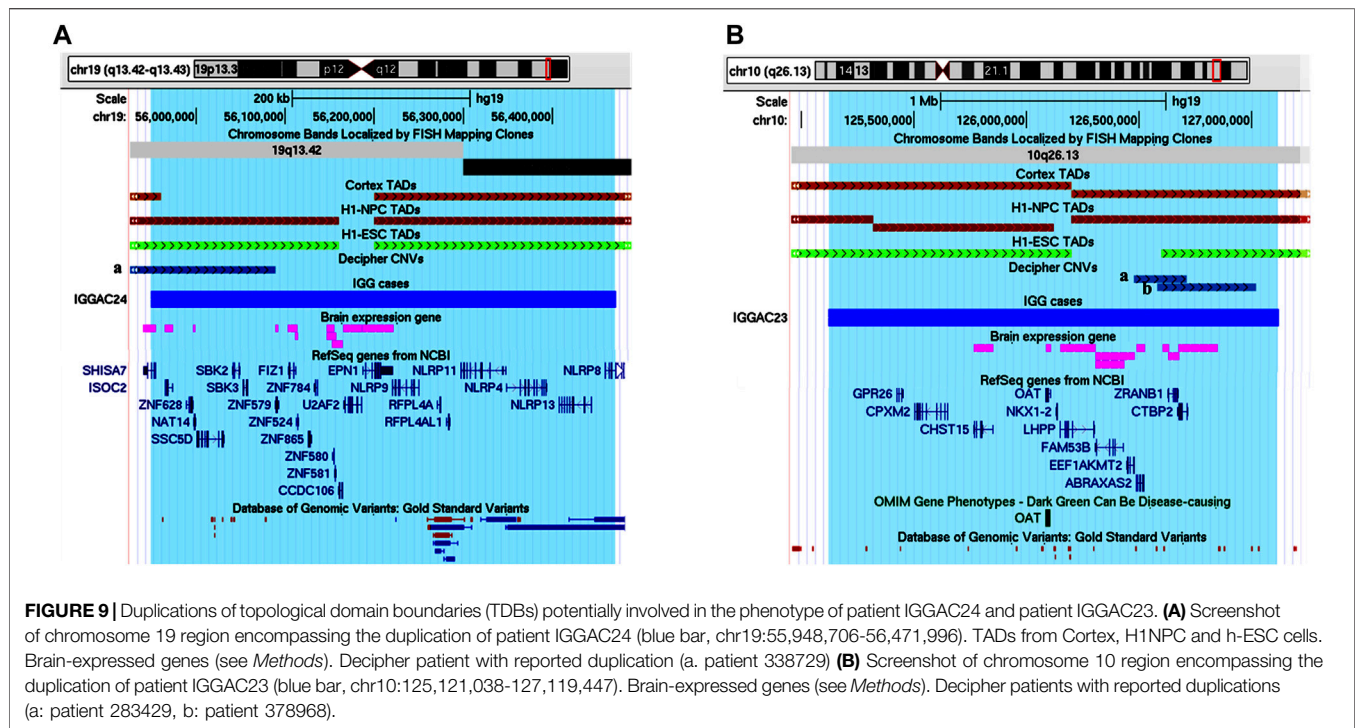 A
chr19 (q13.42-q13.43) 19p13.3 p12 q12
Scale 200 kb hg19
chr19: 56,000,000 56,100,000 56,200,000 56,300,000 56,400,000
Chromosome Bands Localized by FISH Mapping Clones
19q13.42
Cortex TADs
H1-NPC TADs
H1-ESC TADs
Decipher CNVs
a
IGG cases
IGGAC24
Brain expression gene
RefSeq genes from NCBI
SHISA7 SBK2 FIZ1 EPN1 NLRP11 NLRP8
ISOC2 SBK3 ZNF784 NLRP9 NLRP4
ZNF628 ZNF579 U2AF2 RFPL4A NLRP13
NAT14 ZNF524 RFPL4AL1
SSC5D ZNF865
ZNF580
ZNF581
CCDC106
Database of Genomic Variants: Gold Standard Variants
B
chr10 (q26.13) 14 13 21.1
Scale 1 Mb hg19
chr10: 125,500,000 126,000,000 126,500,000 127,000,000
Chromosome Bands Localized by FISH Mapping Clones
10q26.13
Cortex TADs
H1-NPC TADs
H1-ESC TADs
Decipher CNVs
a
b
IGG cases
IGGAC23
Brain expression gene
RefSeq genes from NCBI
GPR26 OAT ZRANB1
CPXM2 NKX1-2 CTBP2
CHST15 LHPP
FAM53B
EEF1AKMT2
ABRAXAS2
OMIM Gene Phenotypes - Dark Green Can Be Disease-causing
OAT
Database of Genomic Variants: Gold Standard Variants
FIGURE 9 | Duplications of topological domain boundaries (TDBs) potentially involved in the phenotype of patient IGGAC24 and patient IGGAC23. (A) Screenshot
of chromosome 19 region encompassing the duplication of patient IGGAC24 (blue bar, chr19:55,948,706-56,471,996). TADs from Cortex, H1NPC and h-ESC cells.
Brain-expressed genes (see Methods). Decipher patient with reported duplication (a. patient 338729) (B) Screenshot of chromosome 10 region encompassing the
duplication of patient IGGAC23 (blue bar, chr10:125,121,038-127,119,447). Brain-expressed genes (see Methods). Decipher patients with reported duplications
(a: patient 283429, b: patient 378968).